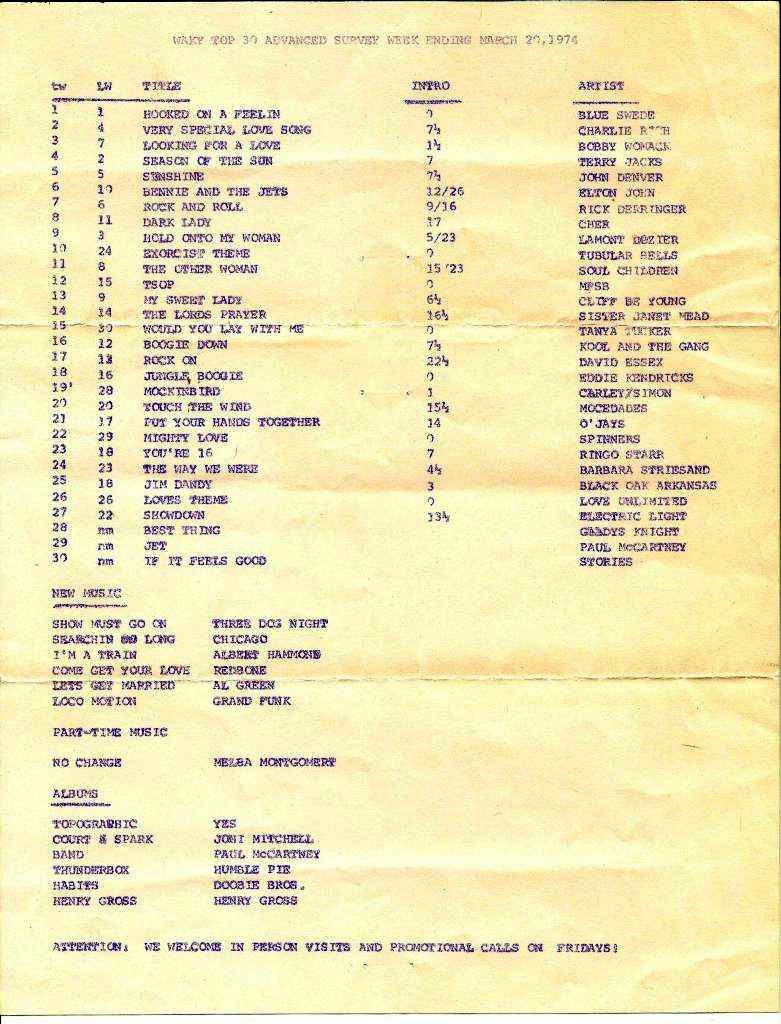 WAKY TOP 30 ADVANCED SURVEY WEEK ENDING MARCH 20,1974
tw LW TITLE INTRO ARTIST
1 1 HOOKED ON A FEELIN 0 BLUE SWEDE
2 4 VERY SPECIAL LOVE SONG 7½ CHARLIE RICH
3 7 LOOKING FOR A LOVE 1½ BOBBY WOMACK
4 2 SEASON OF THE SUN 7 TERRY JACKS
5 5 SUNSHINE 7½ JOHN DENVER
6 10 BENNIE AND THE JETS 12/26 ELTON JOHN
7 6 ROCK AND ROLL 9/16 RICK DERRINGER
8 11 DARK LADY 17 CHER
9 3 HOLD ONTO MY WOMAN 5/23 LAMONT DOZIER
10 24 EXORCIST THEME 0 TUBULAR BELLS
11 8 THE OTHER WOMAN 15 '23 SOUL CHILDREN
12 15 TSOP 0 MFSB
13 9 MY SWEET LADY 6½ CLIFF DE YOUNG
14 14 THE LORDS PRAYER 16½ SISTER JANET MEAD
15 30 WOULD YOU LAY WITH ME 0 TANYA TUCKER
16 12 BOOGIE DOWN 7½ KOOL AND THE GANG
17 13 ROCK ON 22½ DAVID ESSEX
18 16 JUNGLE BOOGIE 0 EDDIE KENDRICKS
19' 28 MOCKINBIRD 1 CARLEY/SIMON
20 20 TOUCH THE WIND 15½ MOCEDADES
21 17 PUT YOUR HANDS TOGETHER 14 O'JAYS
22 29 MIGHTY LOVE 0 SPINNERS
23 18 YOU'RE 16 7 RINGO STARR
24 23 THE WAY WE WERE 4½ BARBARA STRIESAND
25 18 JIM DANDY 3 BLACK OAK ARKANSAS
26 26 LOVES THEME 0 LOVE UNLIMITED
27 22 SHOWDOWN 13½ ELECTRIC LIGHT
28 nm BEST THING GLADYS KNIGHT
29 nm JET PAUL McCARTNEY
30 nm IF IT FEELS GOOD STORIES
NEW MUSIC
SHOW MUST GO ON THREE DOG NIGHT
SEARCHIN SO LONG CHICAGO
I'M A TRAIN ALBERT HAMMOND
COME GET YOUR LOVE REDBONE
LETS GET MARRIED AL GREEN
LOCO MOTION GRAND FUNK
PART-TIME MUSIC
NO CHANGE MELBA MONTGOMERY
ALBUMS
TOPOGRAPHIC YES
COURT & SPARK JONI MITCHELL
BAND PAUL McCARTNEY
THUNDERBOX HUMBLE PIE
HABITS DOOBIE BROS.
HENRY GROSS HENRY GROSS
ATTENTION: WE WELCOME IN PERSON VISITS AND PROMOTIONAL CALLS ON FRIDAYS!